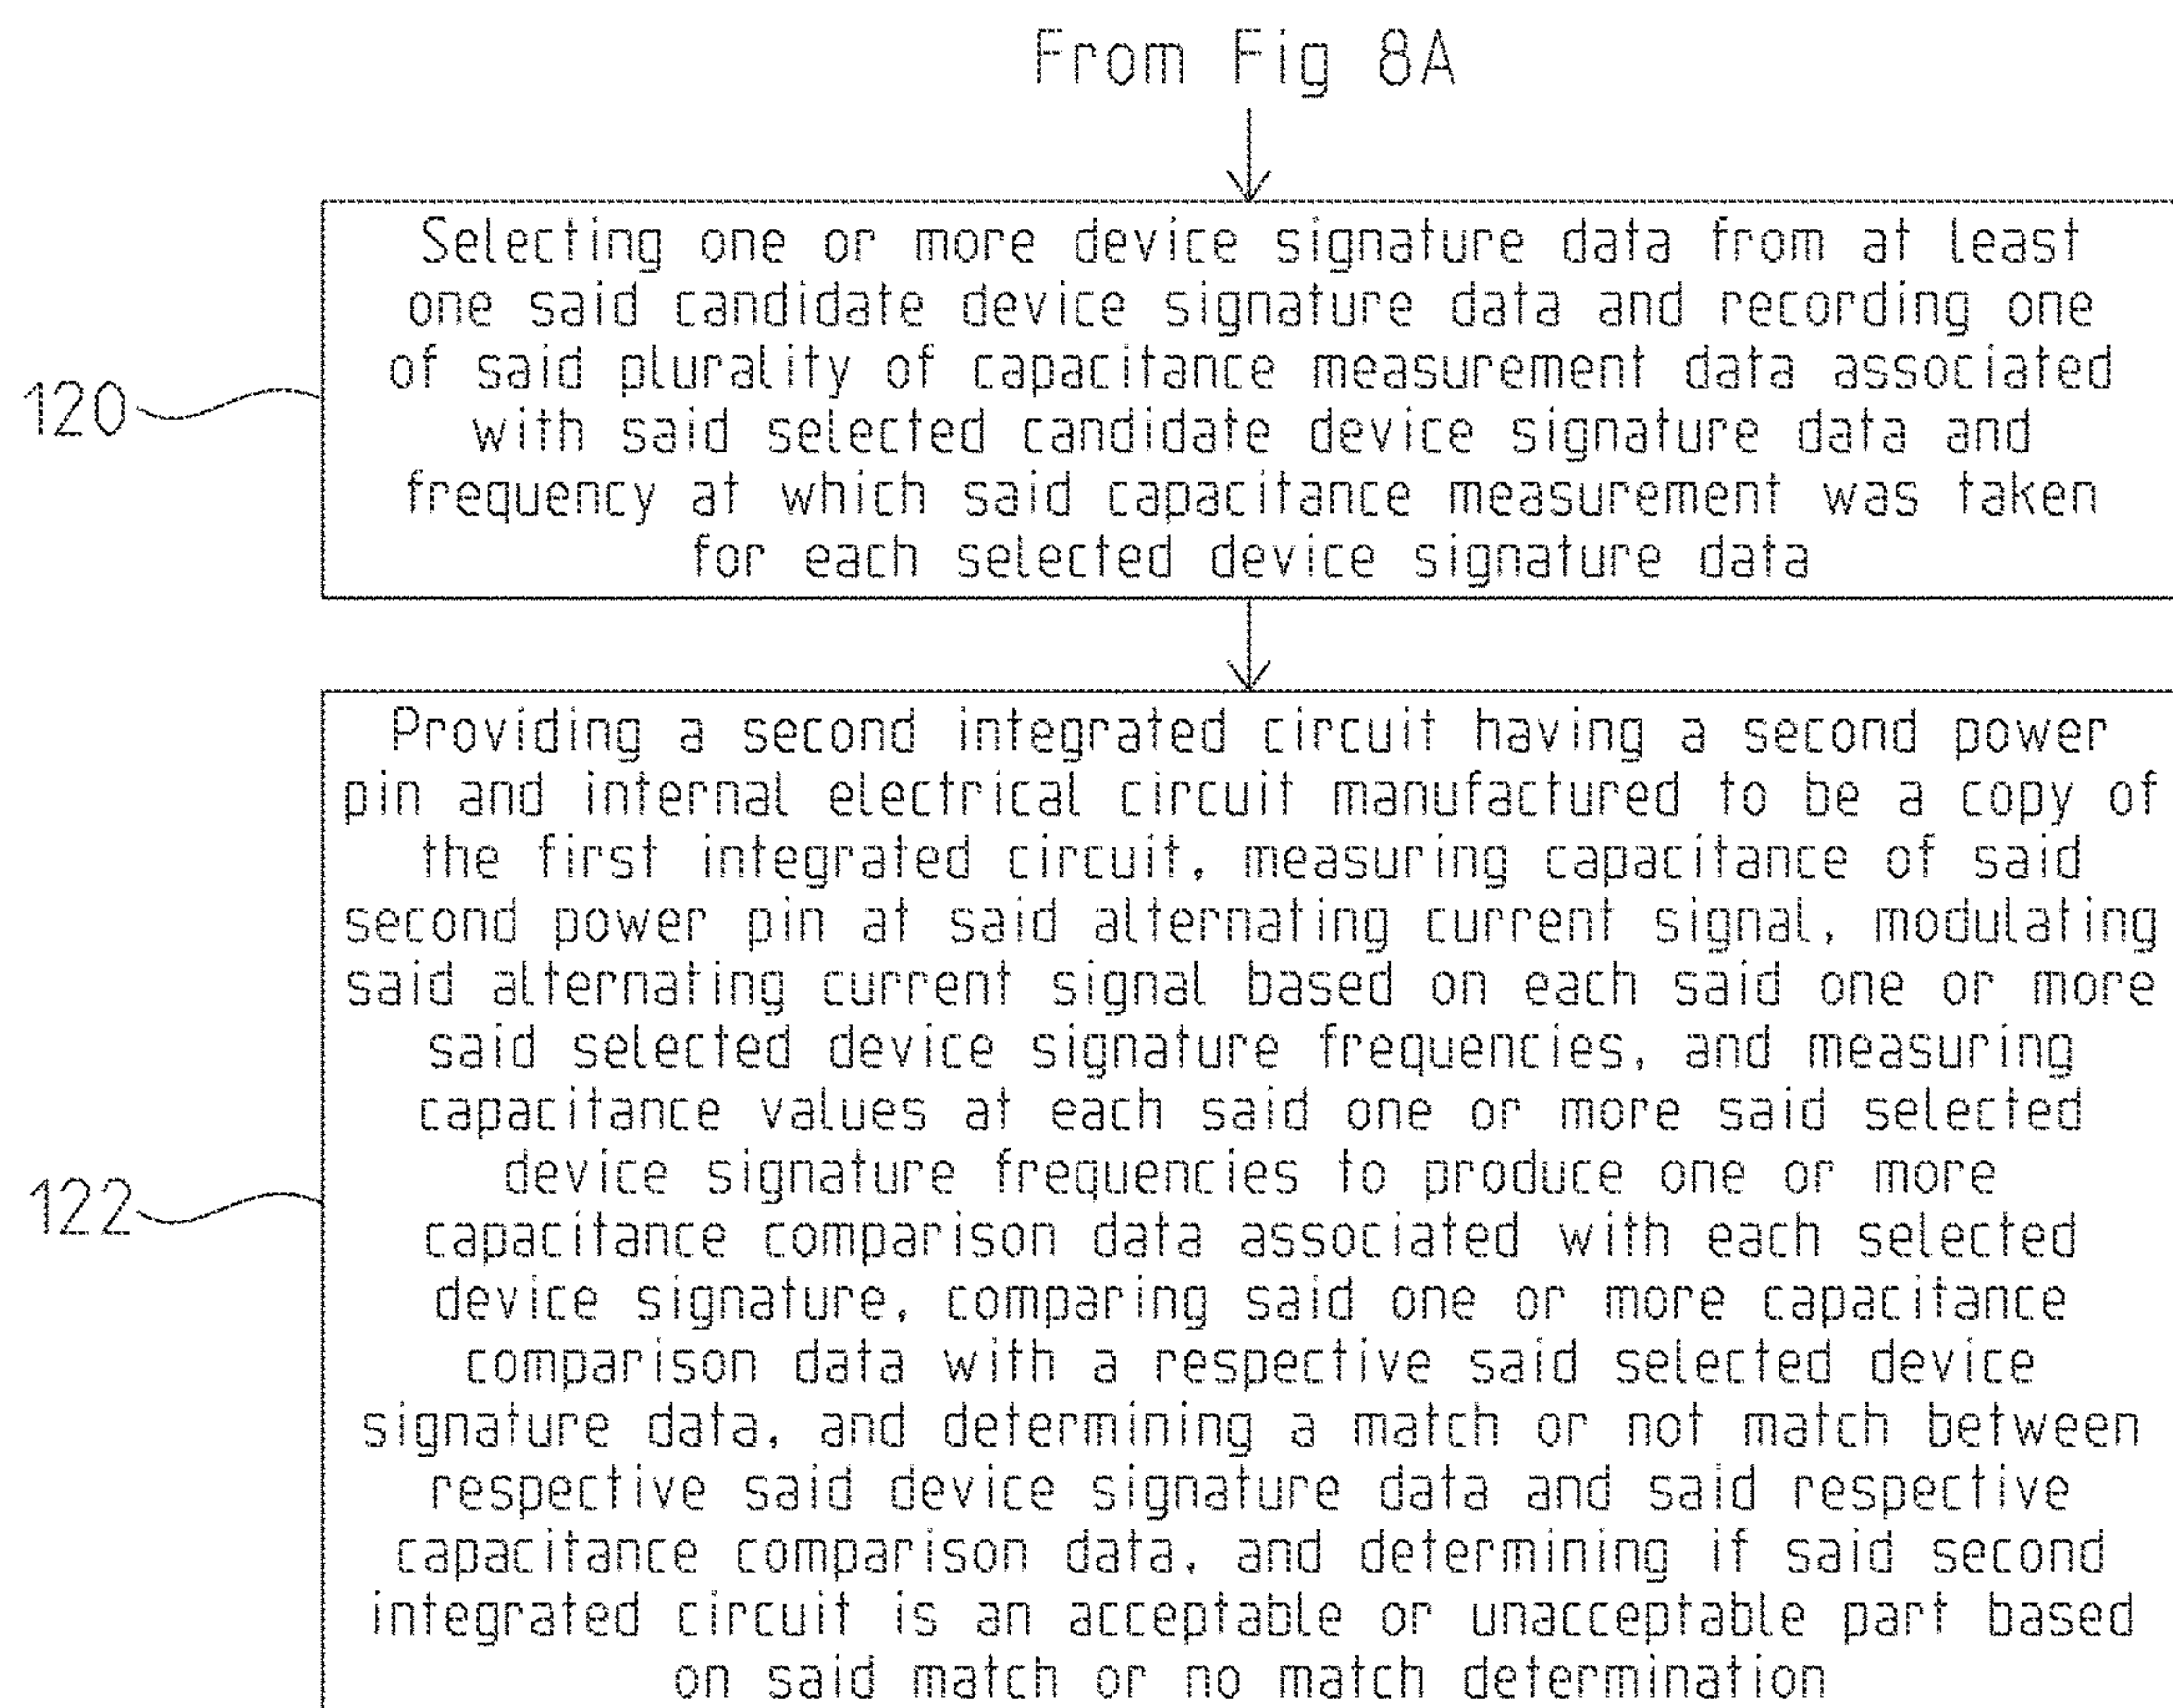 From Fig 8A
Selecting one or more device signature data from at least
one said candidate device signature data and recording one
of said plurality of capacitance measurement data associated
120
with said selected candidate device signature data and
frequency at which said capacitance measurement was taken
for each selected device signature data
Providing a second integrated circuit having a second power
pin and internal electrical circuit manufactured to be a copy of
the first integrated circuit, measuring capacitance of said
second power pin at said alternating current signal, modulating
said alternating current signal based on each said one or more
said selected device signature frequencies, and measuring
capacitance values at each said one or more said selected
device signature frequencies to produce one or more
122
capacitance comparison data associated with each selected
device signature, comparing said one or more capacitance
comparison data with a respective said selected device
signature data, and determining a match or not match between
respective said device signature data and said respective
capacitance comparison data, and determining if said second
integrated circuit is an acceptable or unacceptable part based
on said match or no match determination